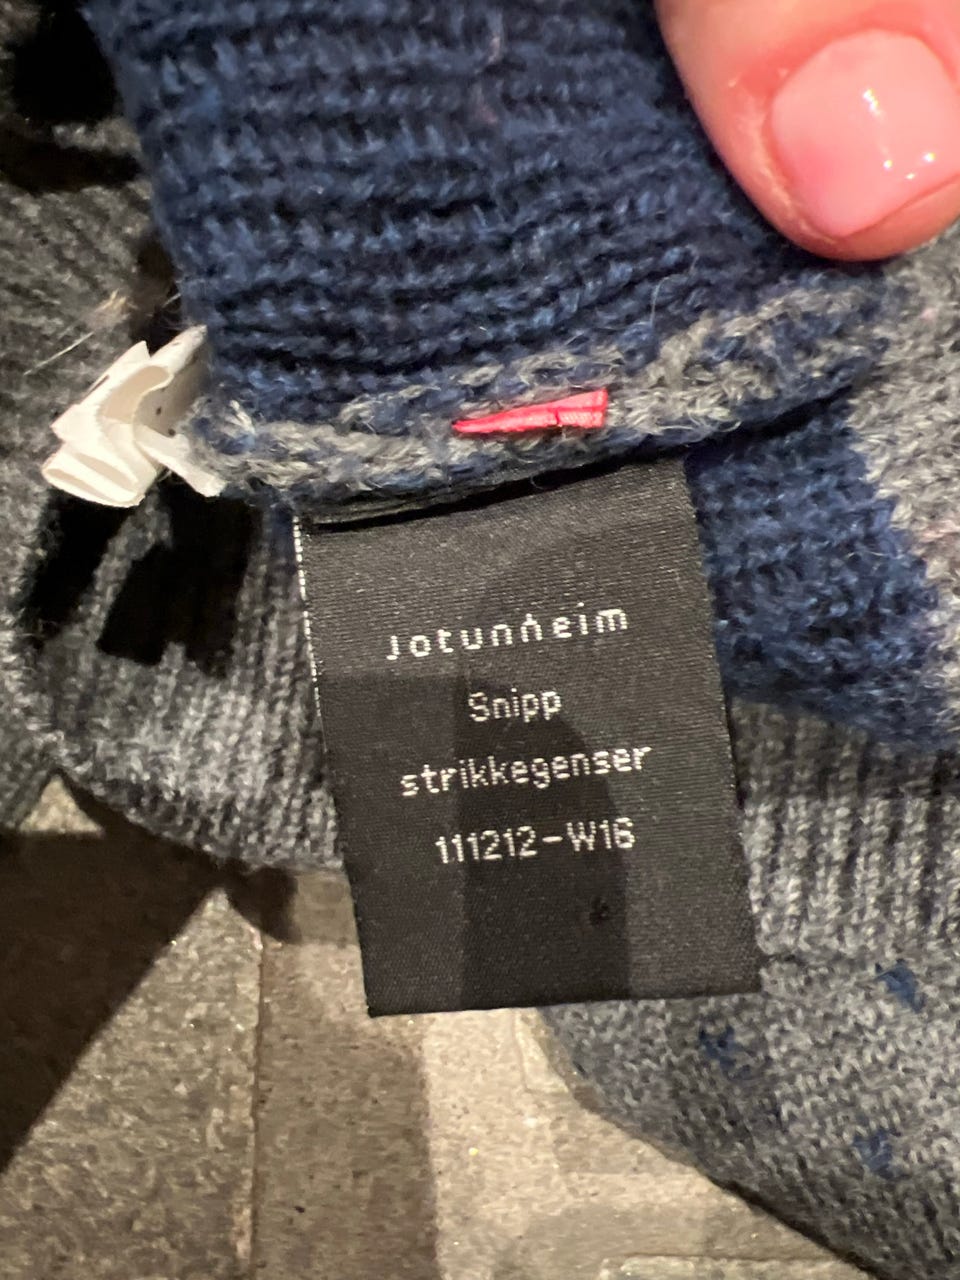 Jotunheim
Snipp
strikkegenser
111212-W16